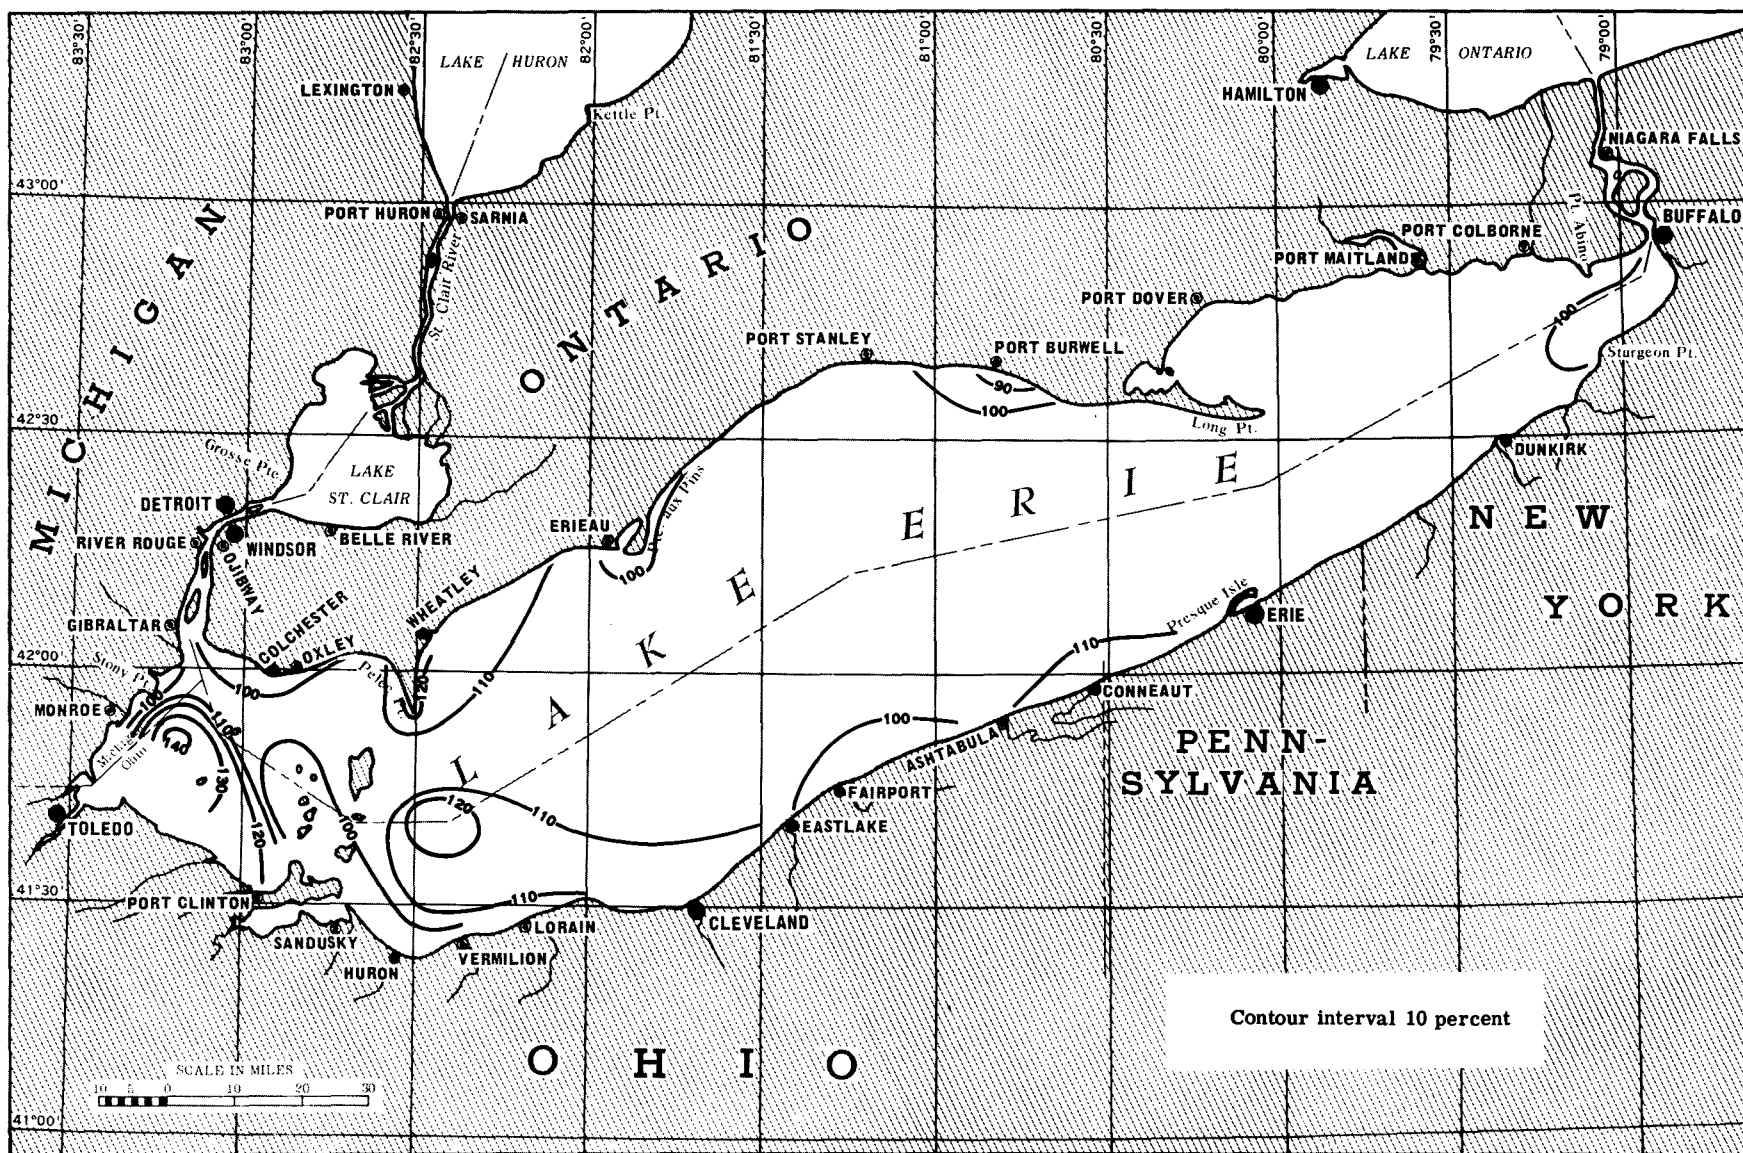 83°30'
83°00'
82°30'
82°00'
81°30'
81°00'
80°30'
80°00'
79°30'
79°00'
LAKE HURON
LAKE ONTARIO
LEXINGTON
HAMILTON
Kettle Pt.
NIAGARA FALLS
43°00'
PORT HURON
SARNIA
BUFFALO
PORT COLBORNE
Pt. Abino
PORT MAITLAND
St. Clair River
PORT DOVER
MICHIGAN
ONTARIO
100
PORT STANLEY
PORT BURWELL
Sturgeon Pt.
90
100
42°30'
Long Pt.
Grosse Pte.
LAKE
ST. CLAIR
DUNKIRK
DETROIT
aux Pins
NEW
YORK
RIVER ROUGE
WINDSOR
BELLE RIVER
ERIEAU
OJIBWAY
100
LAKE ERIE
WHEATLEY
GIBRALTAR
COLCHESTER
OXLEY
Presque Isle
ERIE
42°00'
Stony Pt.
Pelee
110
100
120
110
CONNEAUT
MONROE
100
110
100
ASHTABULA
PENN-
SYLVANIA
140
130
Ohio
120
110
FAIRPORT
TOLEDO
100
EASTLAKE
120
41°30'
PORT CLINTON
110
SANDUSKY
LORAIN
CLEVELAND
HURON
VERMILION
Contour interval 10 percent
OHIO
SCALE IN MILES
10 5 0 10 20 30
41°00'